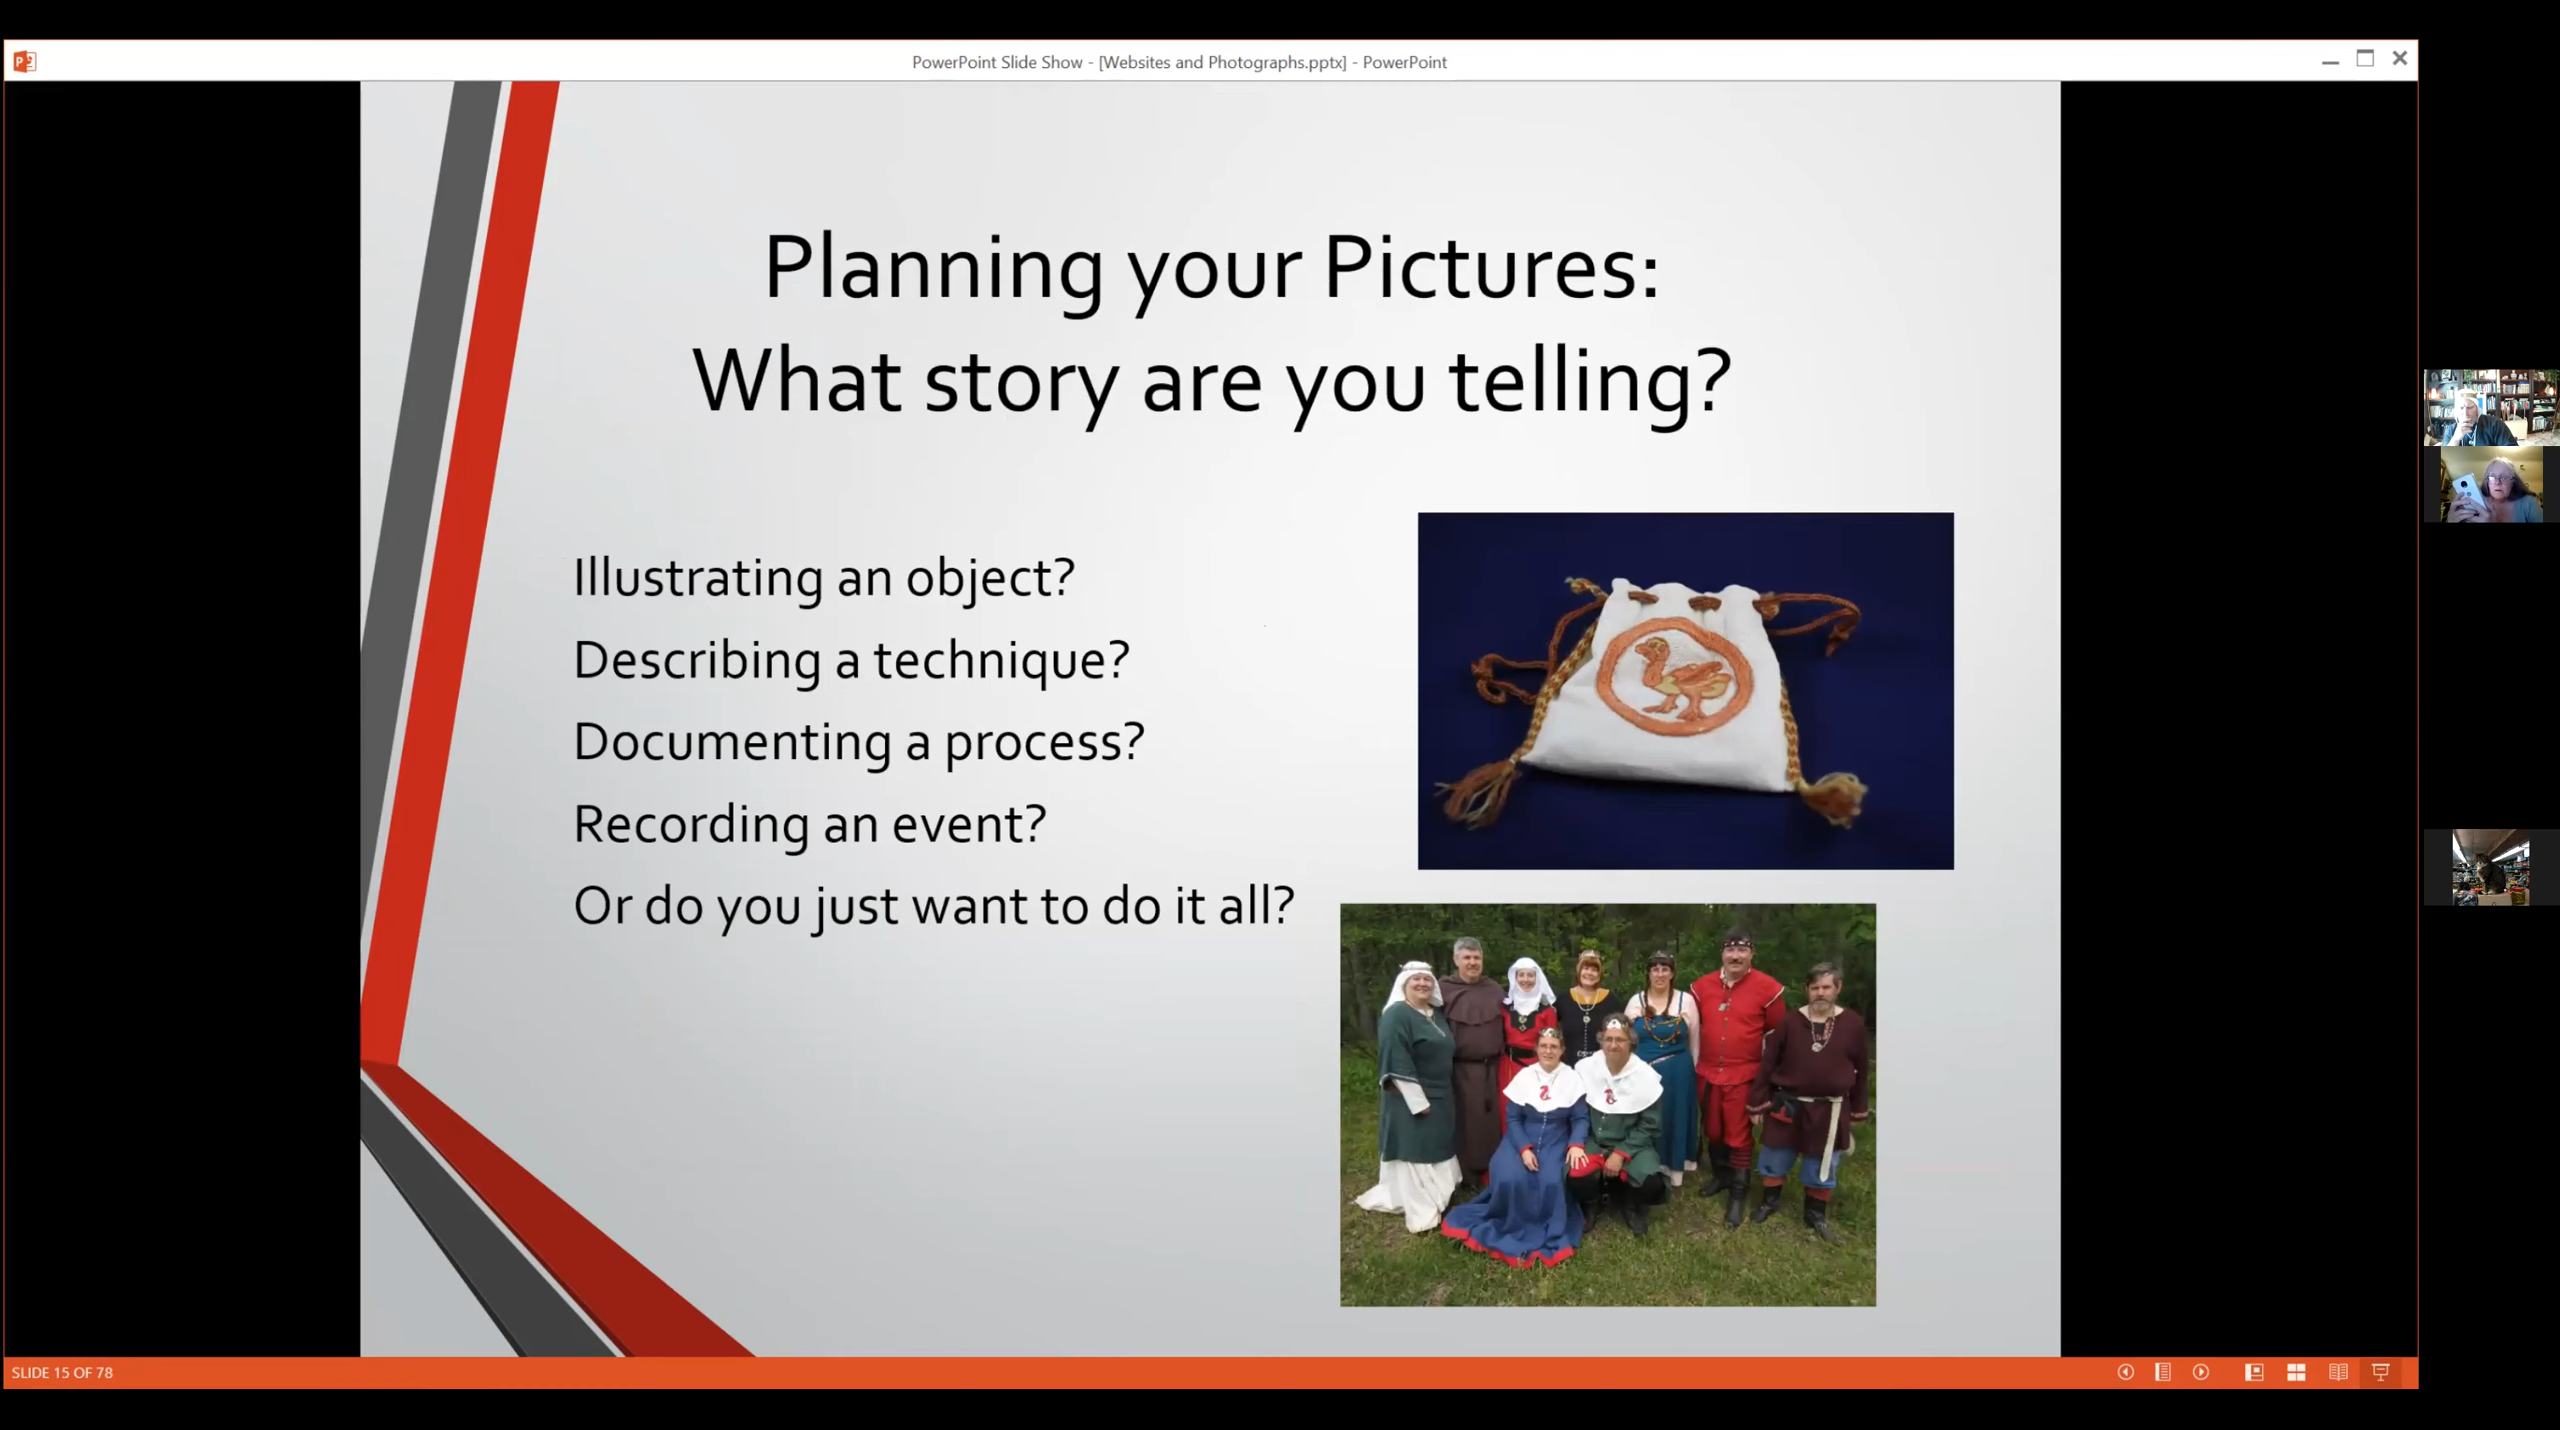 PowerPoint Slide Show - [Websites and Photographs.pptx] - PowerPoint
Planning your Pictures:
What story are you telling?
Illustrating an object?
Describing a technique?
Documenting a process?
Recording an event?
Or do you just want to do it all?
SLIDE 15 OF 78